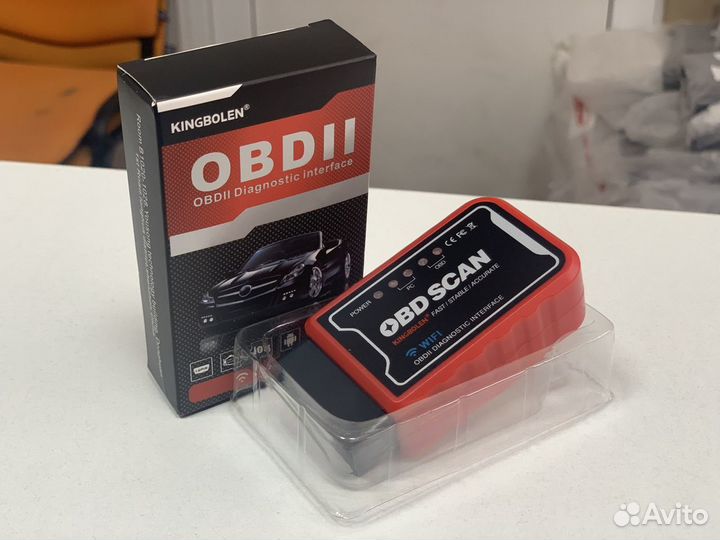 KINGBOLEN®
OBDII
OBDII Diagnostic interface
iOS
POWER
PC
OBD
OBD SCAN
KINGBOLEN® FAST / STABLE / ACCURATE
WIFI
OBDII DIAGNOSTIC INTERFACE
CE FC
Avito